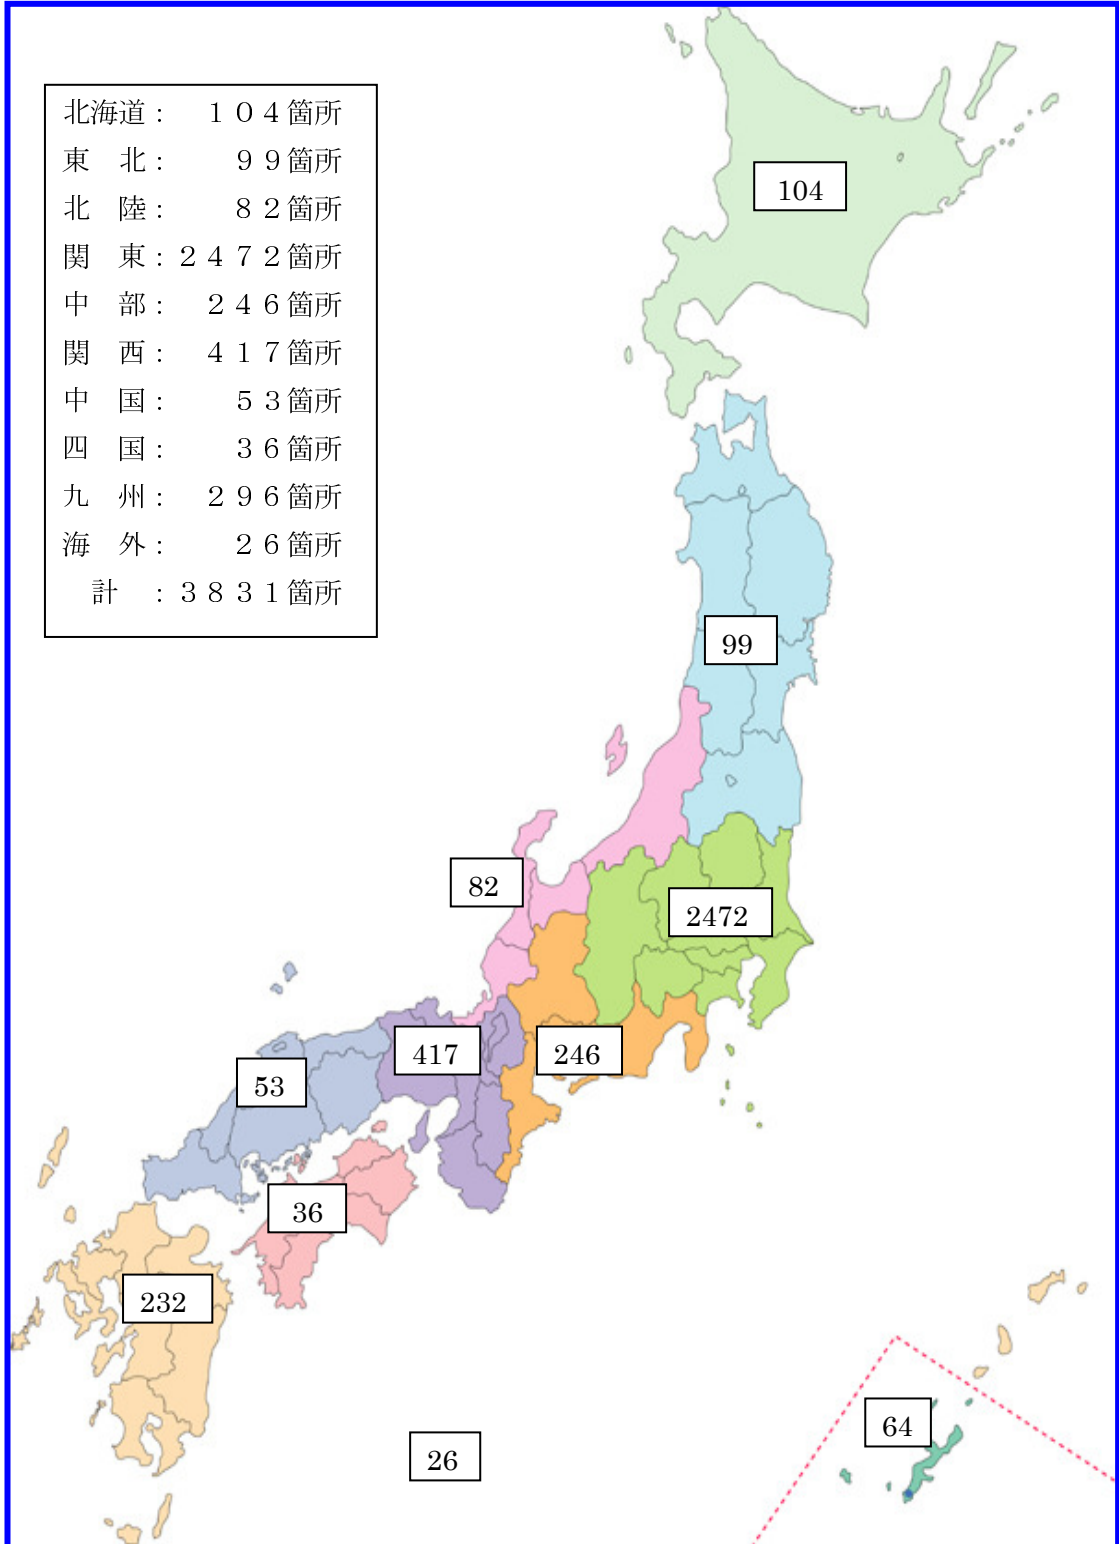 北海道： １０４箇所
東　北： ９９箇所
北　陸： ８２箇所
関　東：２４７２箇所
中　部： ２４６箇所
関　西： ４１７箇所
中　国： ５３箇所
四　国： ３６箇所
九　州： ２９６箇所
海　外： ２６箇所
計　：３８３１箇所
104
99
82
2472
417
246
53
36
232
64
26